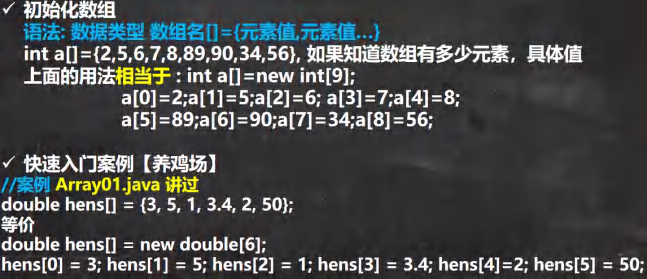 ✓ 初始化数组
语法: 数据类型 数组名[]={元素值,元素值...}
int a[]={2,5,6,7,8,89,90,34,56}, 如果知道数组有多少元素，具体值
上面的用法相当于 : int a[]=new int[9];
a[0]=2;a[1]=5;a[2]=6; a[3]=7;a[4]=8;
a[5]=89;a[6]=90;a[7]=34;a[8]=56;
✓ 快速入门案例【养鸡场】
//案例 Array01.java 讲过
double hens[] = {3, 5, 1, 3.4, 2, 50};
等价
double hens[] = new double[6];
hens[0] = 3; hens[1] = 5; hens[2] = 1; hens[3] = 3.4; hens[4]=2; hens[5] = 50;